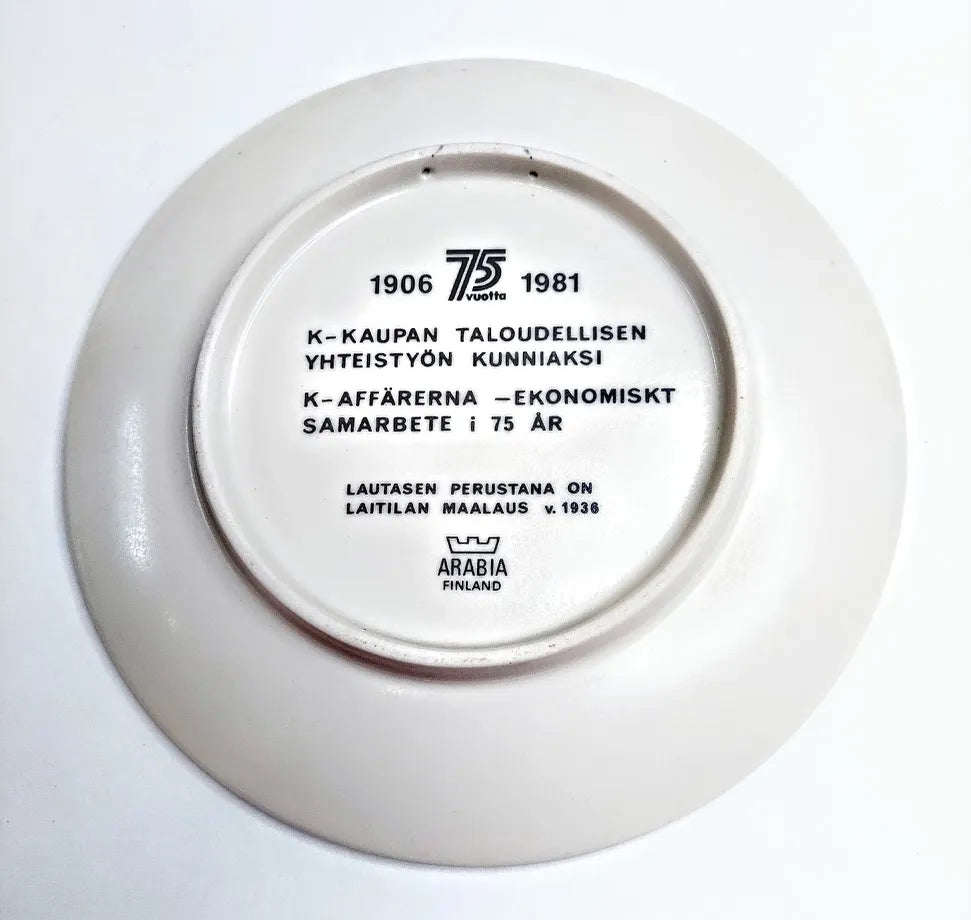 1906 75 vuotta 1981
K-KAUPAN TALOUDELLISEN
YHTEISTYÖN KUNNIAKSI
K-AFFÄRERNA -EKONOMISKT
SAMARBETE i 75 ÅR
LAUTASEN PERUSTANA ON
LAITILAN MAALAUS v. 1936
ARABIA
FINLAND